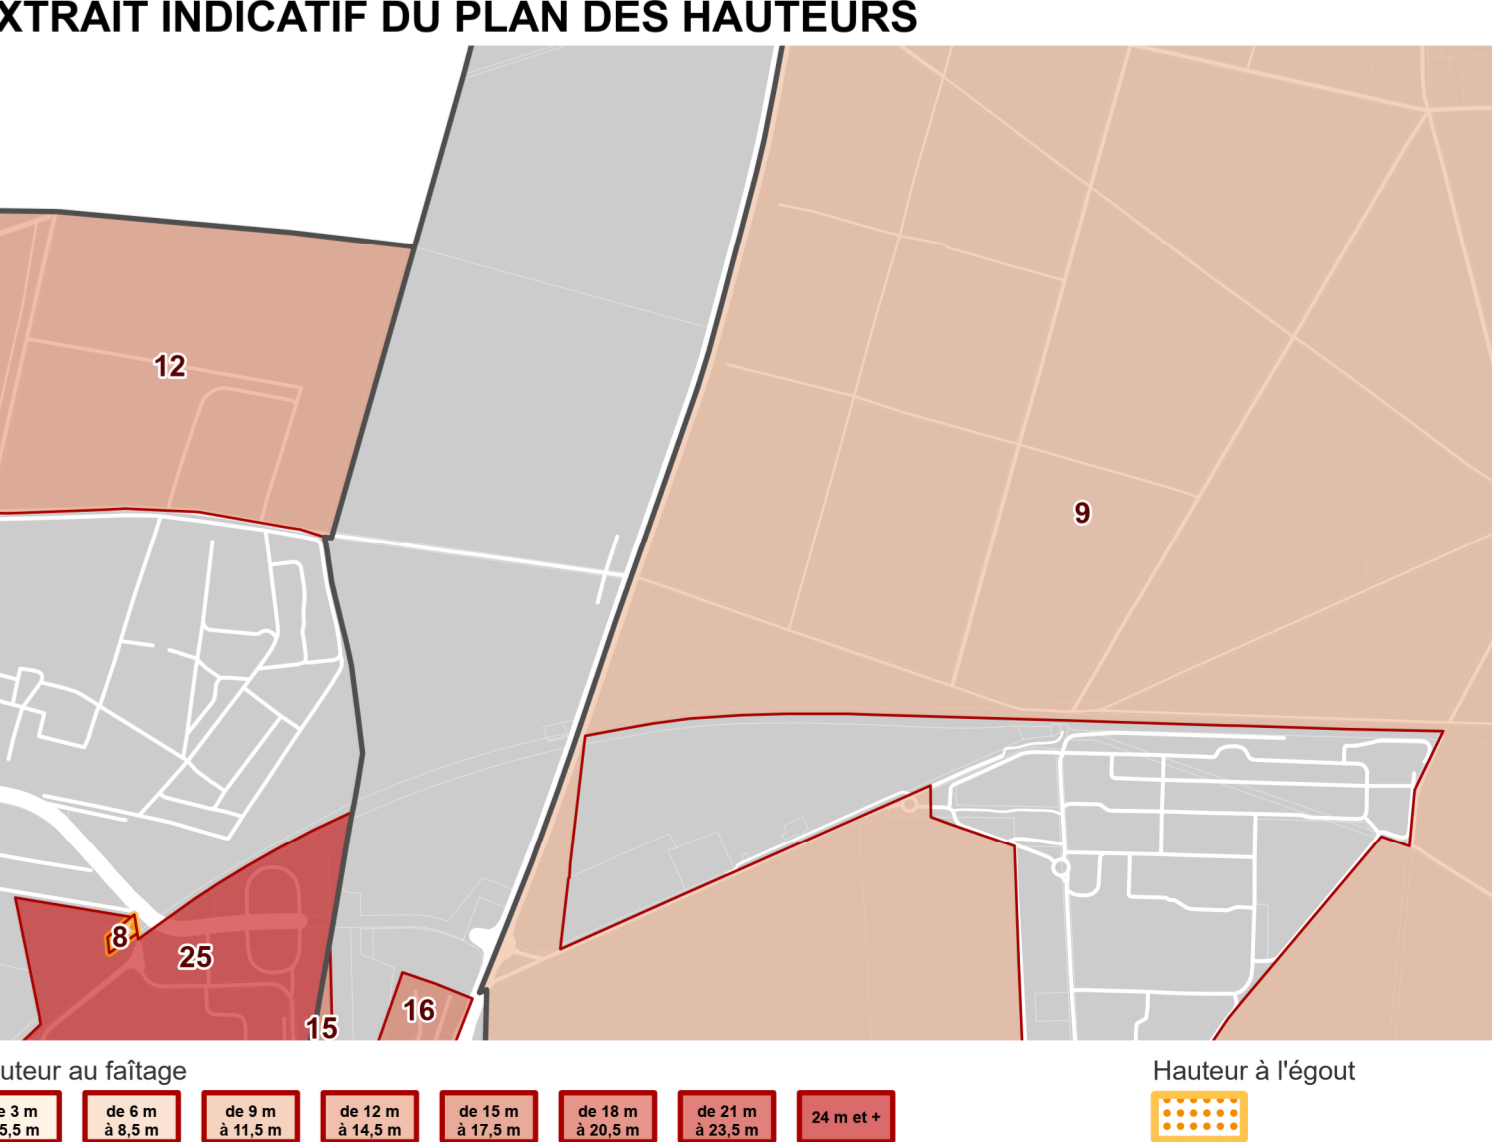 XTRAIT INDICATIF DU PLAN DES HAUTEURS
12
9
8
25
16
15
uteur au faîtage
Hauteur à l'égout
e 3 m
5,5 m
de 6 m
à 8,5 m
de 9 m
à 11,5 m
de 12 m
à 14,5 m
de 15 m
à 17,5 m
de 18 m
à 20,5 m
de 21 m
à 23,5 m
24 m et +